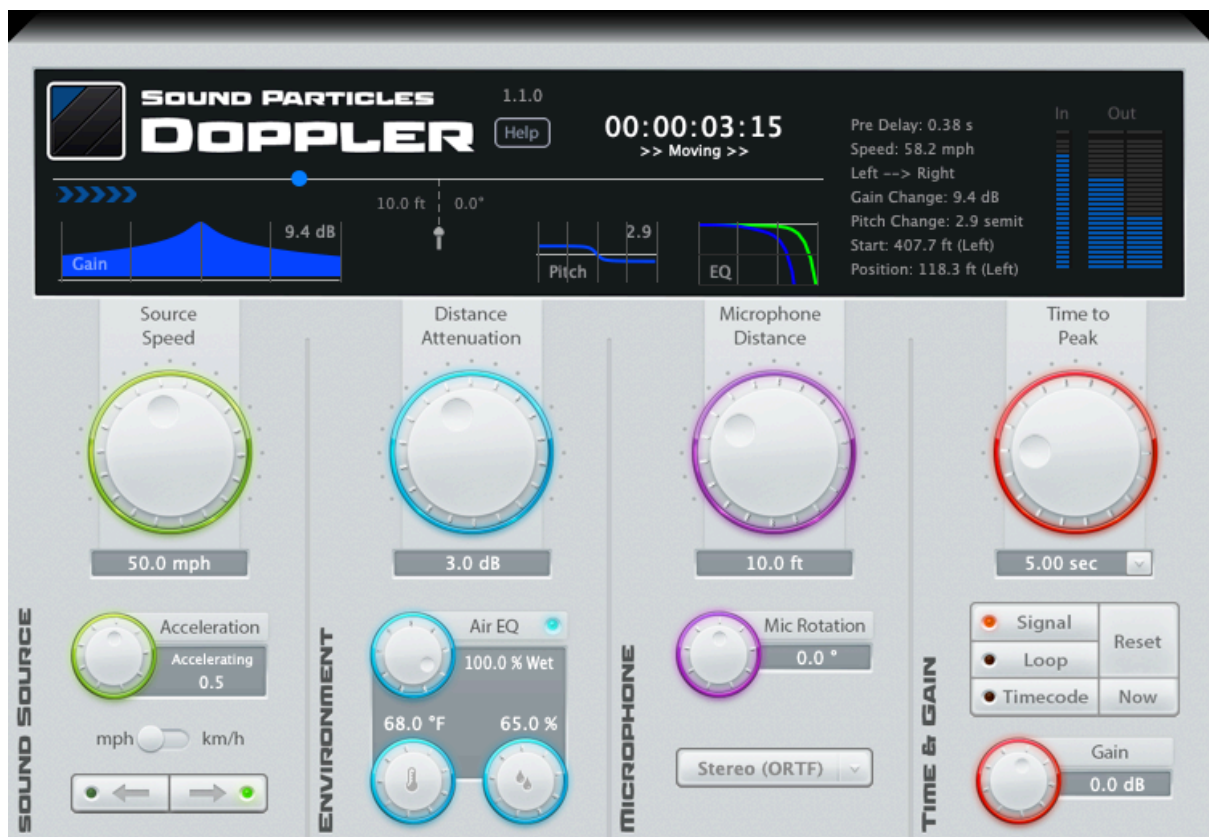 SOUND PARTICLES
DOPPLER
1.1.0
Help
00:00:03:15
>> Moving >>
Pre Delay: 0.38 s
Speed: 58.2 mph
Left --> Right
Gain Change: 9.4 dB
Pitch Change: 2.9 semit
Start: 407.7 ft (Left)
Position: 118.3 ft (Left)
In
Out
10.0 ft
0.0°
9.4 dB
Gain
2.9
Pitch
EQ
Source
Speed
Distance
Attenuation
Microphone
Distance
Time to
Peak
50.0 mph
3.0 dB
10.0 ft
5.00 sec
SOUND SOURCE
Acceleration
Accelerating
0.5
mph
km/h
ENVIRONMENT
Air EQ
100.0 % Wet
68.0 °F
65.0 %
MICROPHONE
Mic Rotation
0.0 °
Stereo (ORTF)
TIME & GAIN
Signal
Loop
Timecode
Reset
Now
Gain
0.0 dB